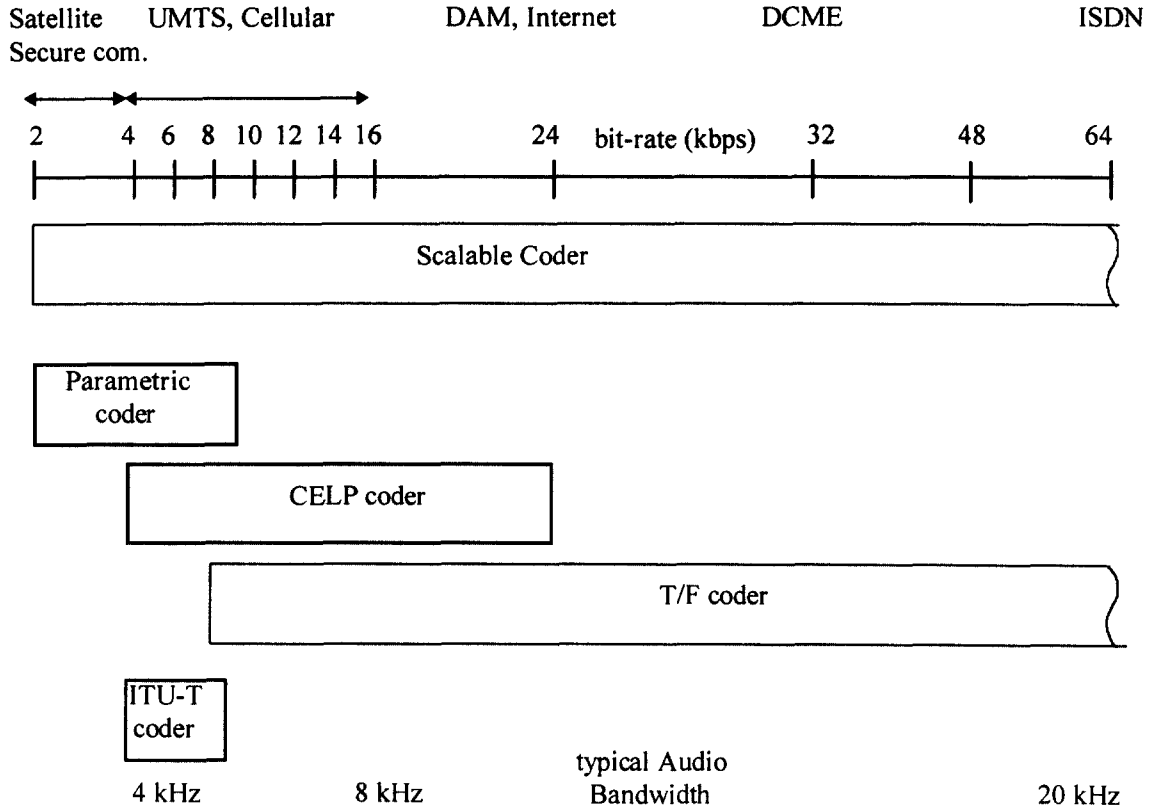 Satellite UMTS, Cellular DAM, Internet DCME ISDN
Secure com.
2 4 6 8 10 12 14 16 24 bit-rate (kbps) 32 48 64
Scalable Coder
Parametric
coder
CELP coder
T/F coder
ITU-T
coder
typical Audio
4 kHz 8 kHz Bandwidth 20 kHz